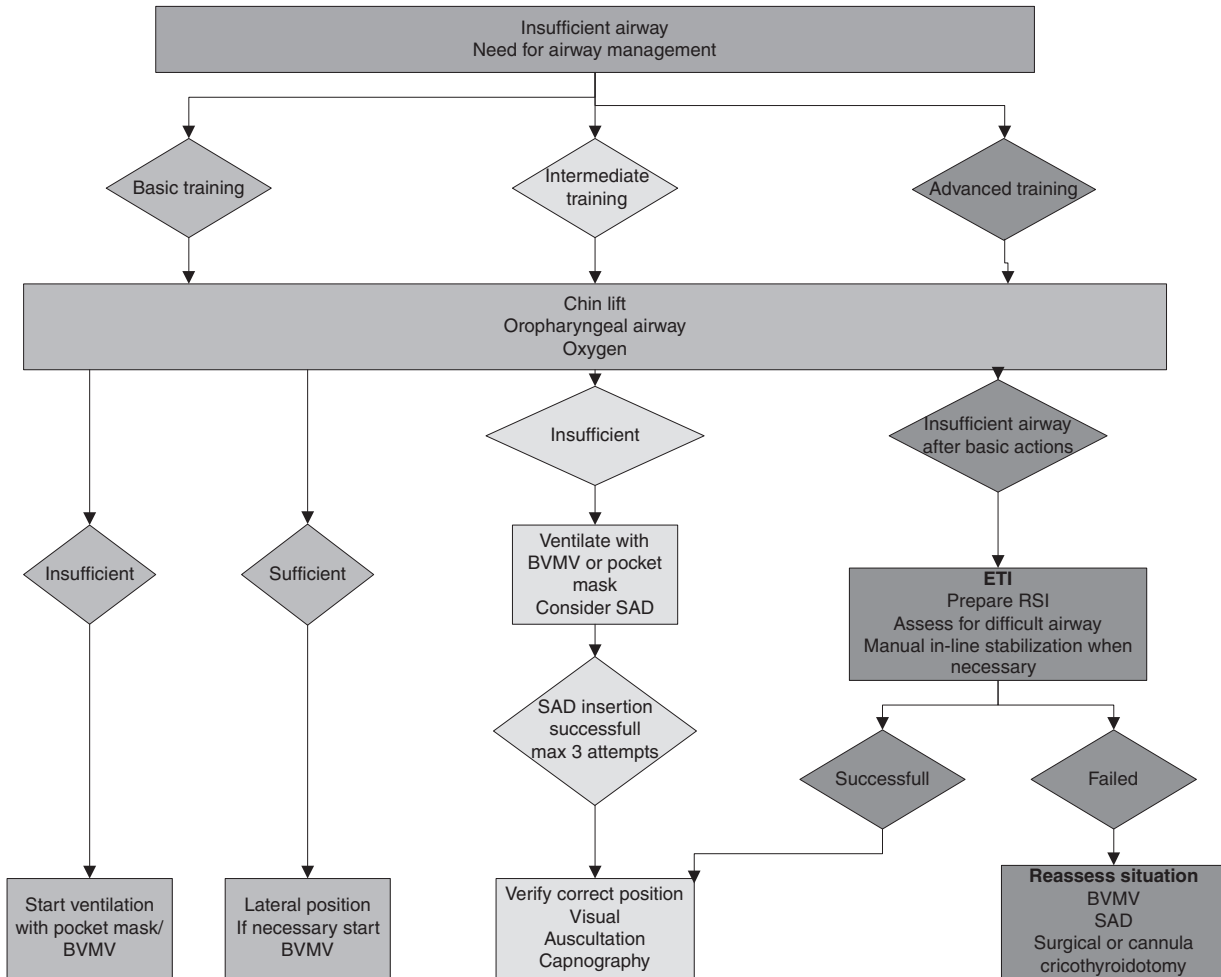 Insufficient airway
Need for airway management
Basic training
Intermediate
training
Advanced training
Chin lift
Oropharyngeal airway
Oxygen
Insufficient
Sufficient
Insufficient
Insufficient airway
after basic actions
Ventilate with
BVMV or pocket
mask
Consider SAD
ETI
Prepare RSI
Assess for difficult airway
Manual in-line stabilization when
necessary
SAD insertion
successfull
max 3 attempts
Successfull
Failed
Start ventilation
with pocket mask/
BVMV
Lateral position
If necessary start
BVMV
Verify correct position
Visual
Auscultation
Capnography
Reassess situation
BVMV
SAD
Surgical or cannula
cricothyroidotomy